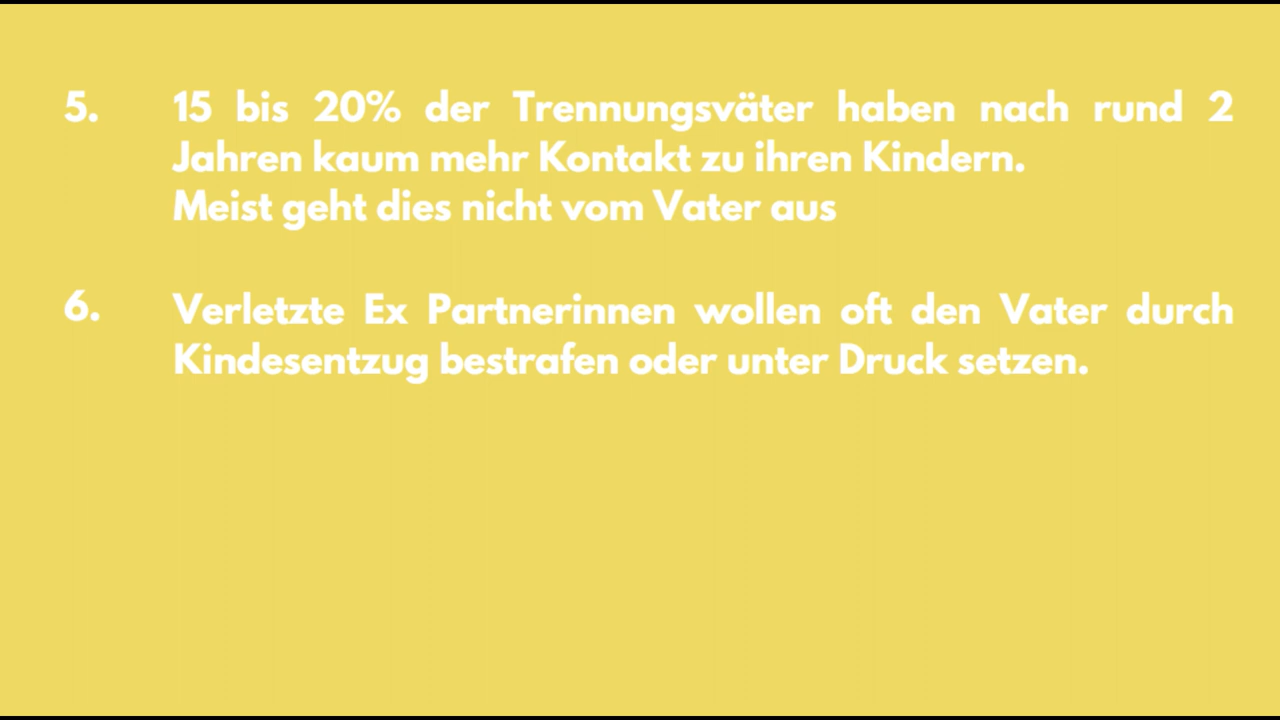 5. 15 bis 20% der Trennungsväter haben nach rund 2
Jahren kaum mehr Kontakt zu ihren Kindern.
Meist geht dies nicht vom Vater aus
6. Verletzte Ex Partnerinnen wollen oft den Vater durch
Kindesentzug bestrafen oder unter Druck setzen.